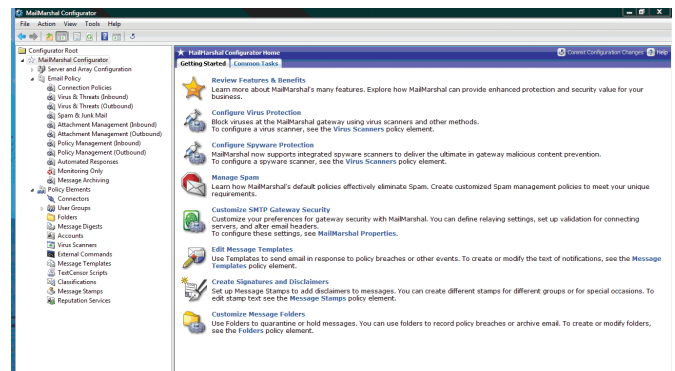 MailMarshal Configurator
File Action View Tools Help
Configurator Root
MailMarshal Configurator
Server and Array Configuration
Email Policy
Connection Policies
Virus & Threats (Inbound)
Virus & Threats (Outbound)
Spam & Junk Mail
Attachment Management (Inbound)
Attachment Management (Outbound)
Policy Management (Inbound)
Policy Management (Outbound)
Automated Responses
Monitoring Only
Message Archiving
Policy Elements
Connectors
User Groups
Folders
Message Digests
Accounts
Virus Scanners
External Commands
Message Templates
TextCensor Scripts
Classifications
Message Stamps
Reputation Services
MailMarshal Configurator Home
Commit Configuration Changes Help
Getting Started Common Tasks
Review Features & Benefits
Learn more about MailMarshal's many features. Explore how MailMarshal can provide enhanced protection and security value for your
business.
Configure Virus Protection
Block viruses at the MailMarshal gateway using virus scanners and other methods.
To configure a virus scanner, see the Virus Scanners policy element.
Configure Spyware Protection
MailMarshal now supports integrated spyware scanners to deliver the ultimate in gateway malicious content prevention.
To configure a spyware scanner, see the Virus Scanners policy element.
Manage Spam
Learn how MailMarshal's default policies effectively eliminate Spam. Create customized Spam management policies to meet your unique
requirements.
Customize SMTP Gateway Security
Customize your preferences for gateway security with MailMarshal. You can define relaying settings, set up validation for connecting
servers, and alter email headers.
To configure these settings, see MailMarshal Properties.
Edit Message Templates
Use Templates to send email in response to policy breaches or other events. To create or modify the text of notifications, see the Message
Templates policy element.
Create Signatures and Disclaimers
Set up Message Stamps to add disclaimers to messages. You can create different stamps for different groups or for special occasions. To
edit stamp text see the Message Stamps policy element.
Customize Message Folders
Use Folders to quarantine or hold messages. You can use folders to record policy breaches or archive email. To create or modify folders,
see the Folders policy element.